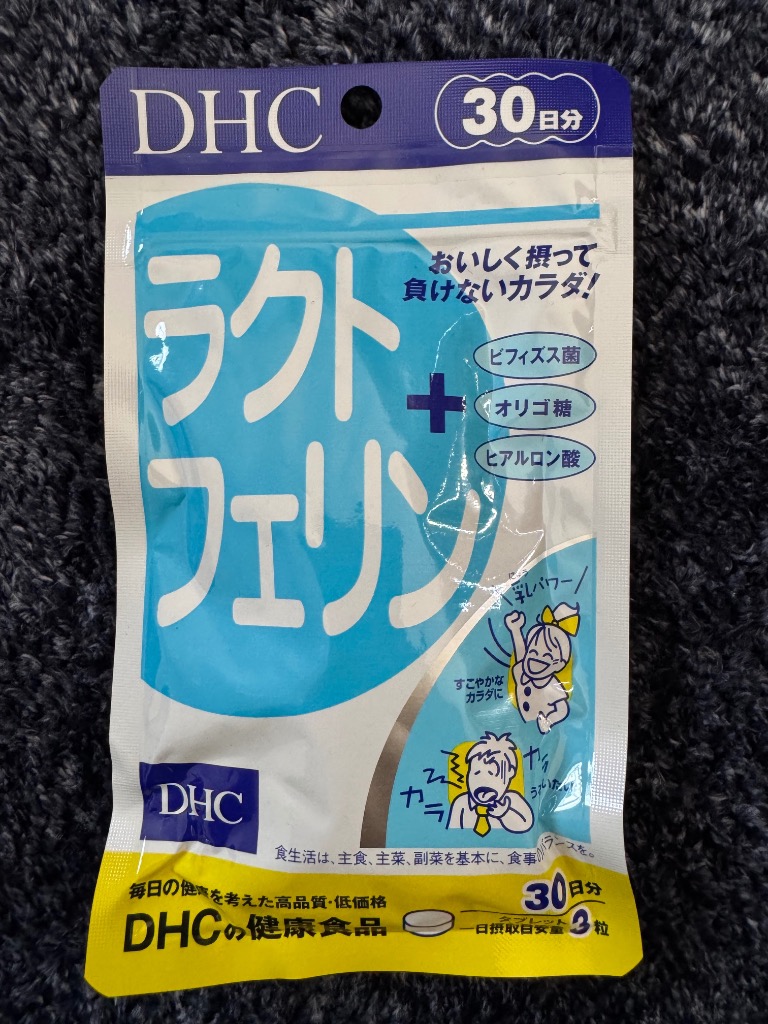 DHC
30日分
おいしく摂って
負けないカラダ!
ラクト
フェリン
+
ビフィズス菌
オリゴ糖
ヒアルロン酸
乳パワー
すこやかな
カラダに
カラ
DHC
食生活は、主食、主菜、副菜を基本に、食事のバランスを。
毎日の健康を考えた高品質・低価格
DHCの健康食品
30日分
タブレット
一日摂取目安量 3粒